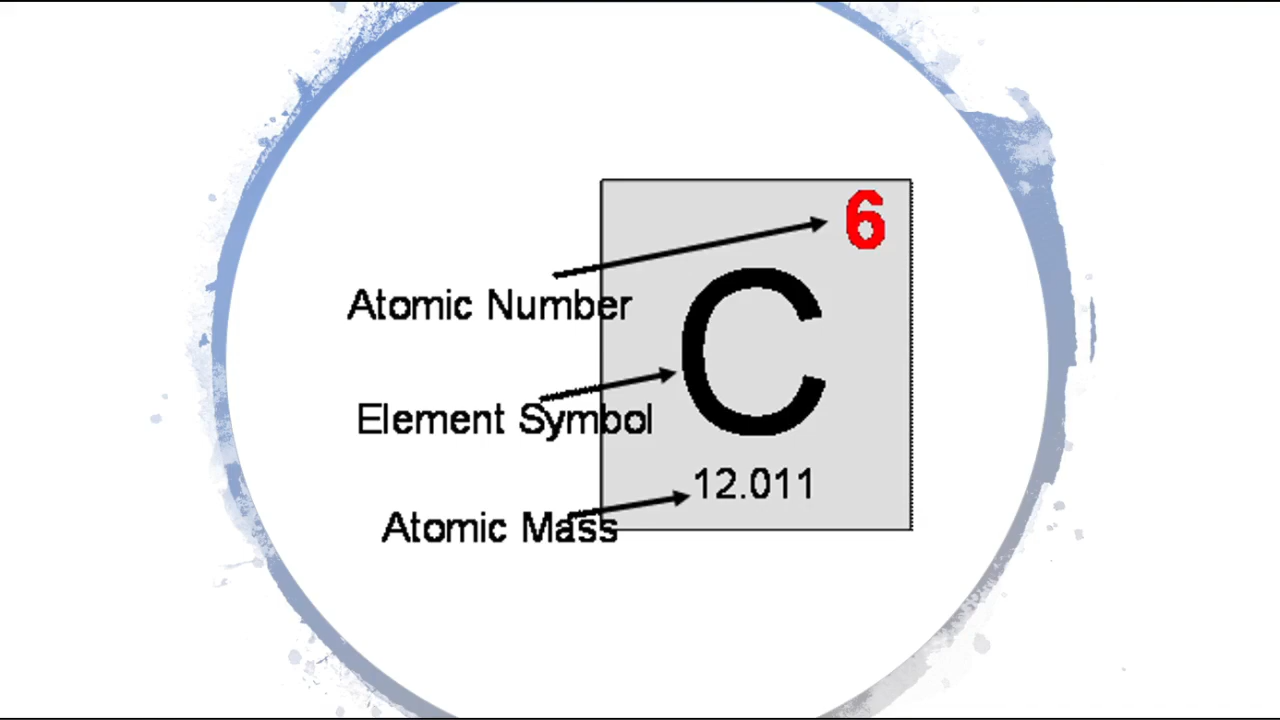 6
Atomic Number
C
Element Symbol
12.011
Atomic Mass